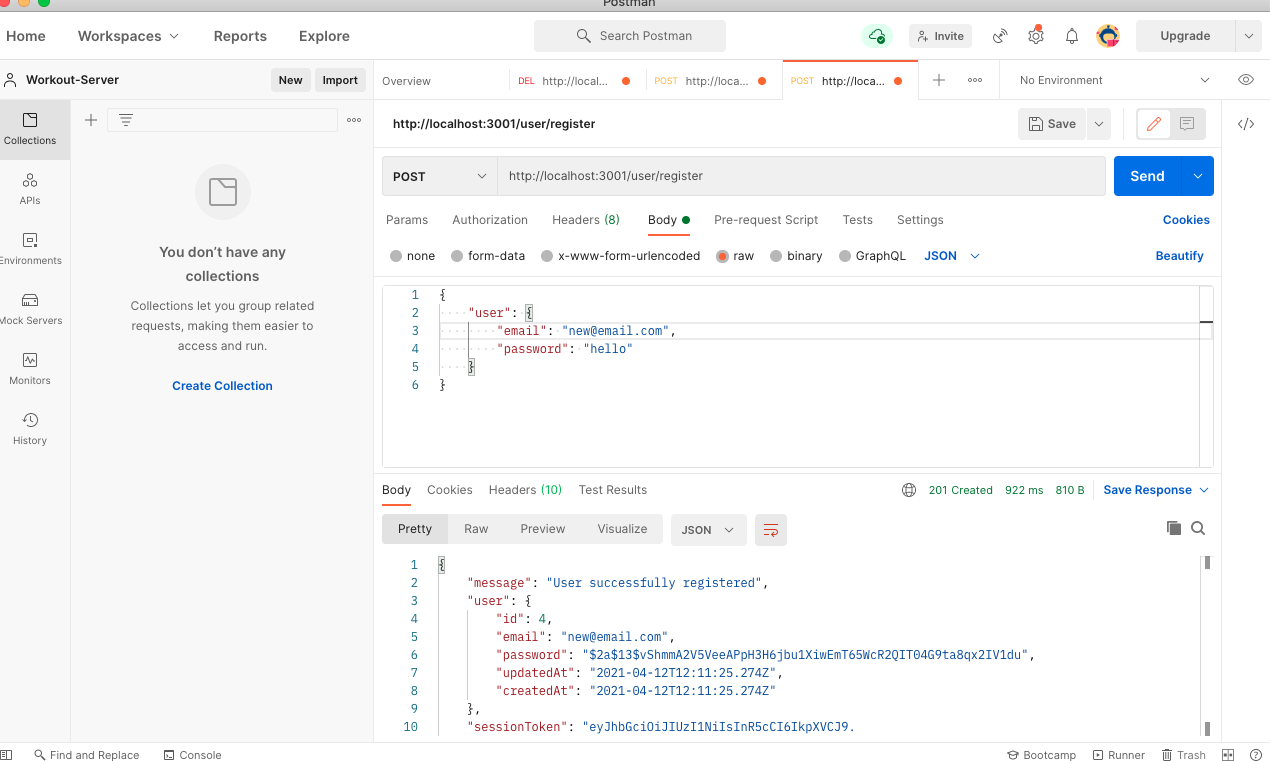 Postman
Home Workspaces Reports Explore Search Postman Invite Upgrade
Workout-Server New Import
Overview DEL http://local... POST http://loca... POST http://loca... No Environment
Collections
APIs
Environments
Mock Servers
Monitors
History
You don't have any
collections
Collections let you group related
requests, making them easier to
access and run.
Create Collection
http://localhost:3001/user/register Save
POST http://localhost:3001/user/register Send
Params Authorization Headers (8) Body Pre-request Script Tests Settings Cookies
none form-data x-www-form-urlencoded raw binary GraphQL JSON Beautify
1 {
2 "user": {
3 "email": "new@email.com",
4 "password": "hello"
5 }
6 }
Body Cookies Headers (10) Test Results 201 Created 922 ms 810 B Save Response
Pretty Raw Preview Visualize JSON
1 {
2 "message": "User successfully registered",
3 "user": {
4 "id": 4,
5 "email": "new@email.com",
6 "password": "$2a$13$vShmmA2V5VeeAPpH3H6jbu1XiwEmT65WcR2QIT04G9ta8qx2IV1du",
7 "updatedAt": "2021-04-12T12:11:25.274Z",
8 "createdAt": "2021-04-12T12:11:25.274Z"
9 },
10 "sessionToken": "eyJhbGciOiJIUzI1NiIsInR5cCI6IkpXVCJ9.
Find and Replace Console Bootcamp Runner Trash